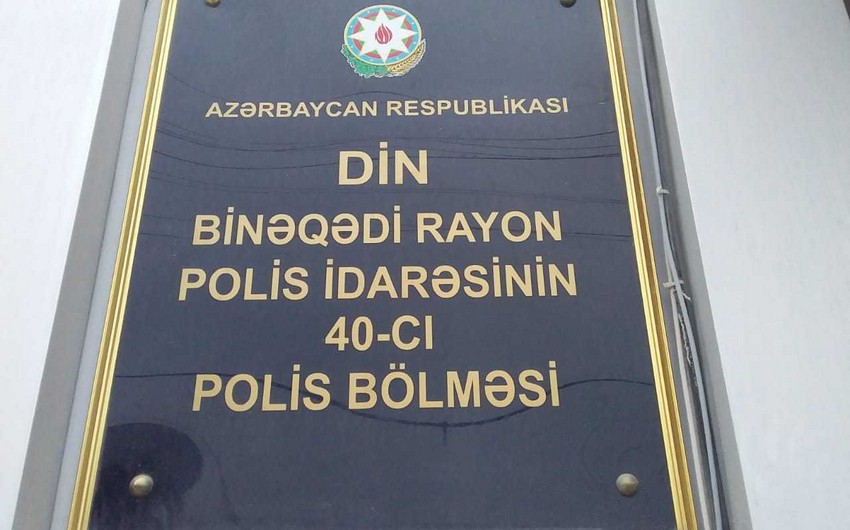 AZƏRBAYCAN RESPUBLİKASI
DİN
BİNƏQƏDİ RAYON
POLİS İDARƏSİNİN
40-CI
POLİS BÖLMƏSİ